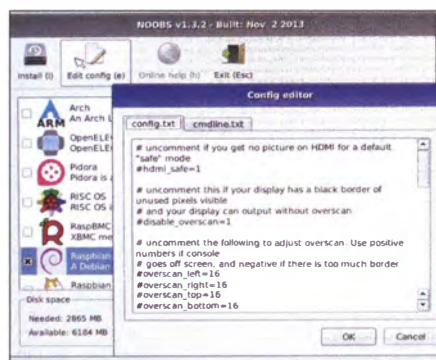 NOOBS v1.3.2 - Built: Nov 2 2013
Install (i)
Edit config (e)
Online help (h)
Exit (Esc)
Config editor
config.txt
cmdline.txt
Arch
An Arch L
ARM
OpenELE
OpenELE
Pidora
Pidora is a
RISC OS
RISC OS i
RaspBMC
XBMC me
Raspbian
A Debian
Raspbian
Disk space
Needed: 2865 MB
Available: 6184 MB
# uncomment if you get no picture on HDMI for a default
"safe" mode
#hdmi_safe=1
# uncomment this if your display has a black border of
unused pixels visible
# and your display can output without overscan
#disable_overscan=1
# uncomment the following to adjust overscan. Use positive
numbers if console
# goes off screen, and negative if there is too much border
#overscan_left=16
#overscan_right=16
#overscan_top=16
#overscan_bottom=16
OK
Cancel